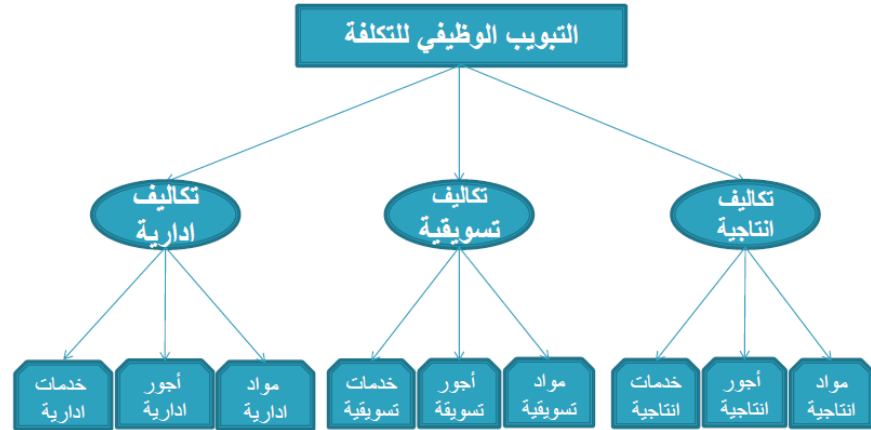 التبويب الوظيفي للتكلفة
تكاليف
انتاجية
تكاليف
تسويقية
تكاليف
ادارية
مواد
انتاجية
أجور
انتاجية
خدمات
انتاجية
مواد
تسويقية
أجور
تسويقة
خدمات
تسويقية
مواد
ادارية
أجور
ادارية
خدمات
ادارية